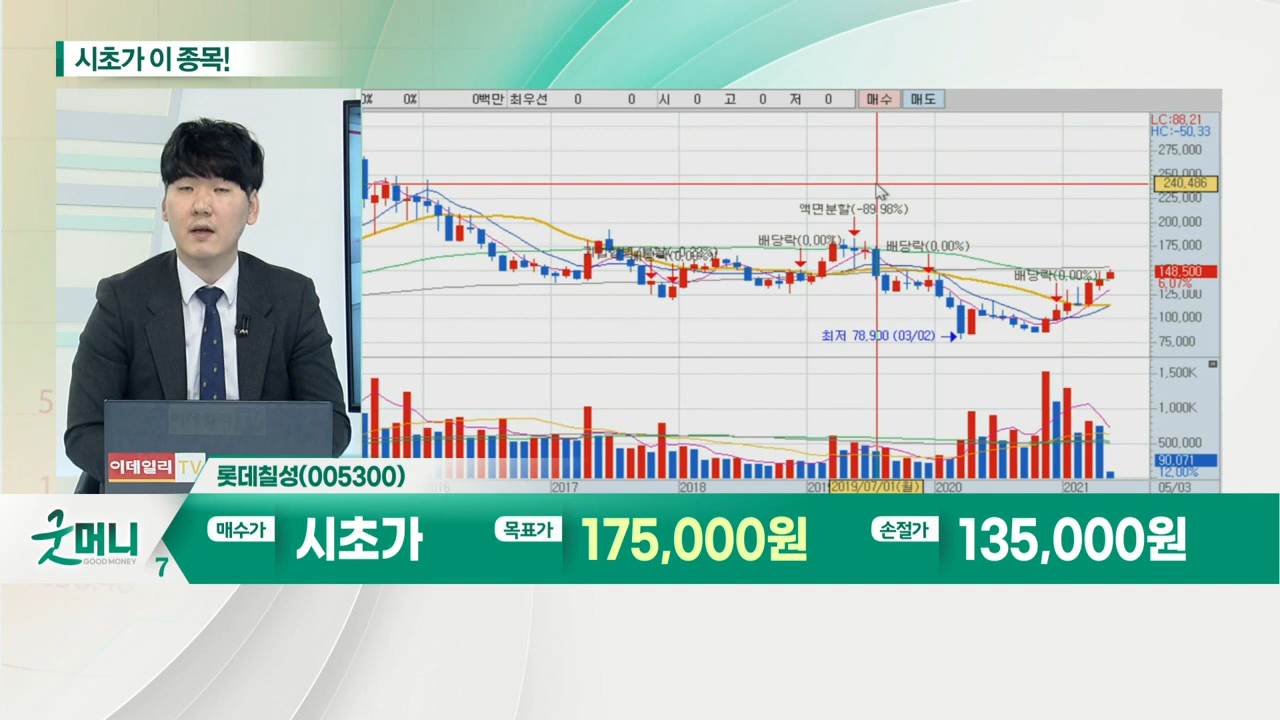 시초가 이 종목!
0% 0% 0백만 최우선 0 0 시 0 고 0 저 0 매수 매도
LC:88,21
HC:-50,33
275,000
250,000
240,486
225,000
액면분할(-89.98%)
200,000
배당락(0,00%)
배당락(0,00%)
175,000
배당락(0,00%)
148,500
6,07%
125,000
100,000
최저 78,900 (03/02)
75,000
1,500K
1,000K
500,000
90,071
12,00%
이데일리 TV
롯데칠성(005300)
2017 2018 2019/07/01(월) 2020 2021 05/03
굿머니
GOOD MONEY
7
매수가 시초가 목표가 175,000원 손절가 135,000원